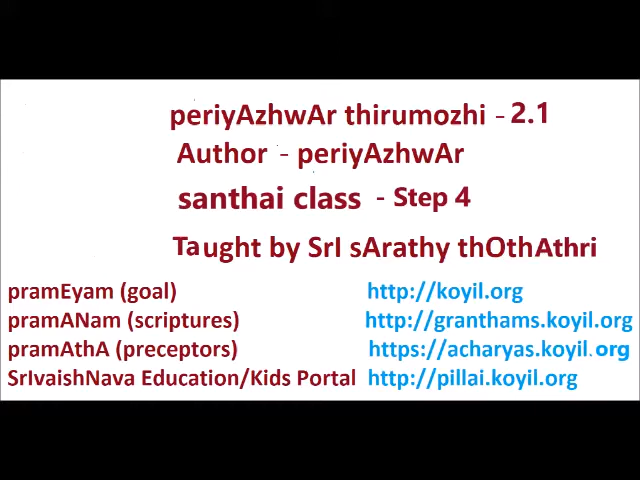 periyAzhwAr thirumozhi - 2.1
Author - periyAzhwAr
santhai class - Step 4
Taught by SrI sArathy thOthAthri
pramEyam (goal) http://koyil.org
pramANam (scriptures) http://granthams.koyil.org
pramAthA (preceptors) https://acharyas.koyil.org
SrIvaishNava Education/Kids Portal http://pillai.koyil.org